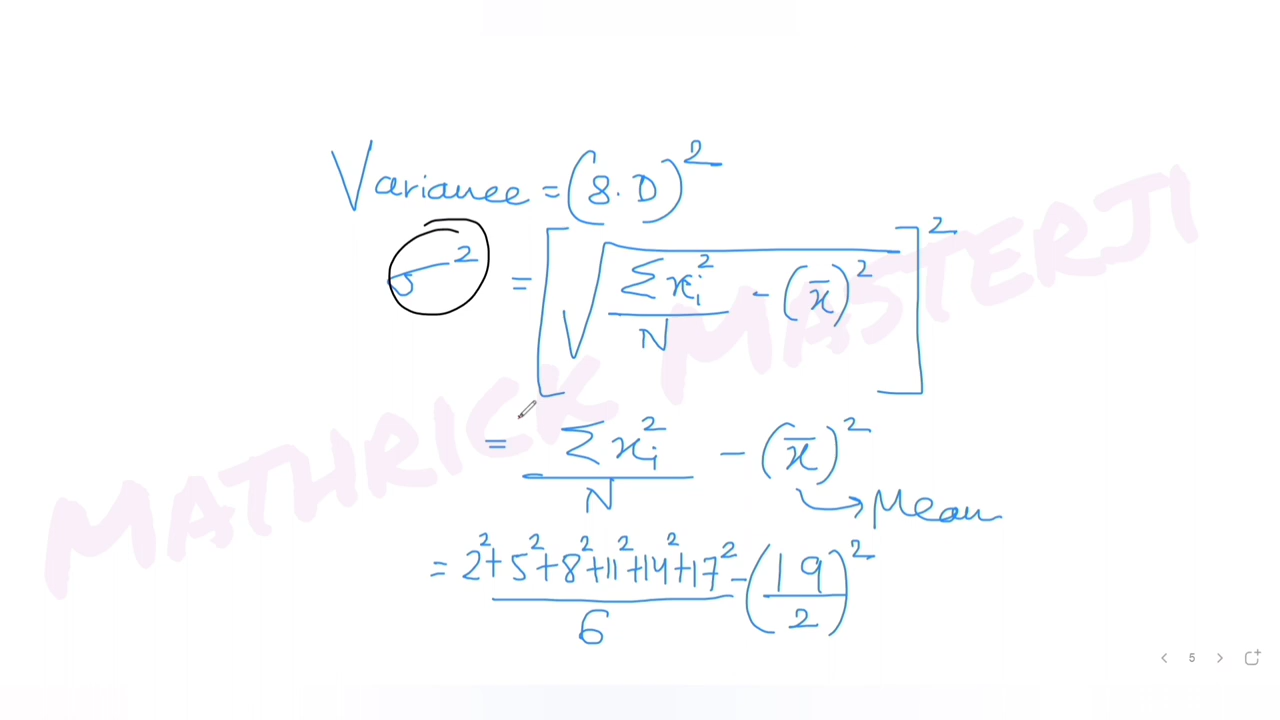 Variance = (S.D)²
σ² = [√(Σxᵢ²/N - (x̄)²)]²
= Σxᵢ²/N - (x̄)²
→ Mean
= 2²+5²+8²+11²+14²+17²/6 - (19/2)²
MATHRICK MASTERJI
< 5 >